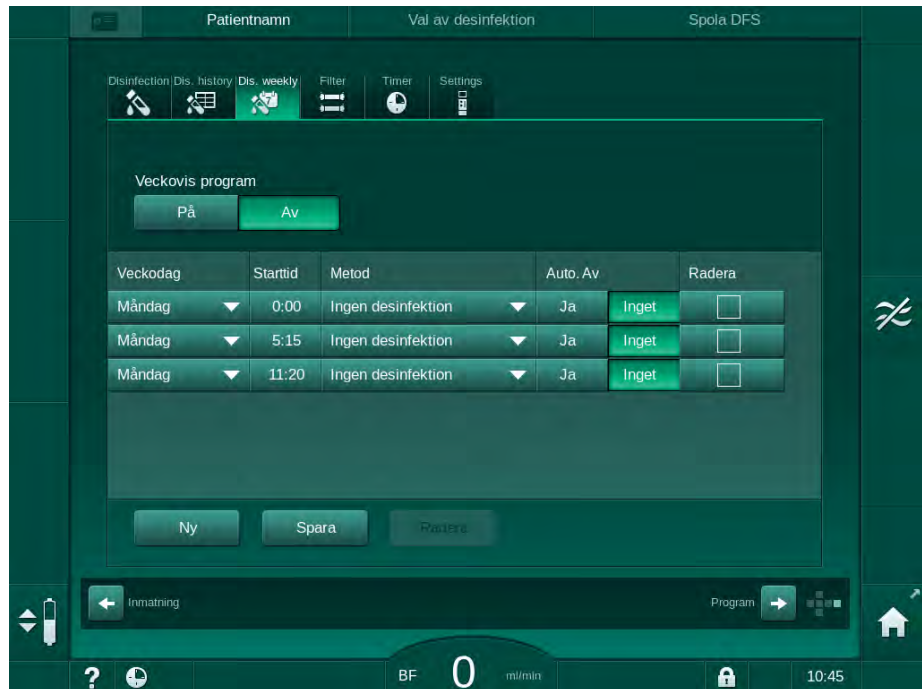 Patientnamn Val av desinfektion Spola DFS
Disinfection Dis. history Dis. weekly Filter Timer Settings
Veckovis program
På Av
Veckodag Starttid Metod Auto. Av Radera
Måndag 0:00 Ingen desinfektion Ja Inget
Måndag 5:15 Ingen desinfektion Ja Inget
Måndag 11:20 Ingen desinfektion Ja Inget
Ny Spara Radera
Inmatning Program
? BF 0 ml/min 10:45